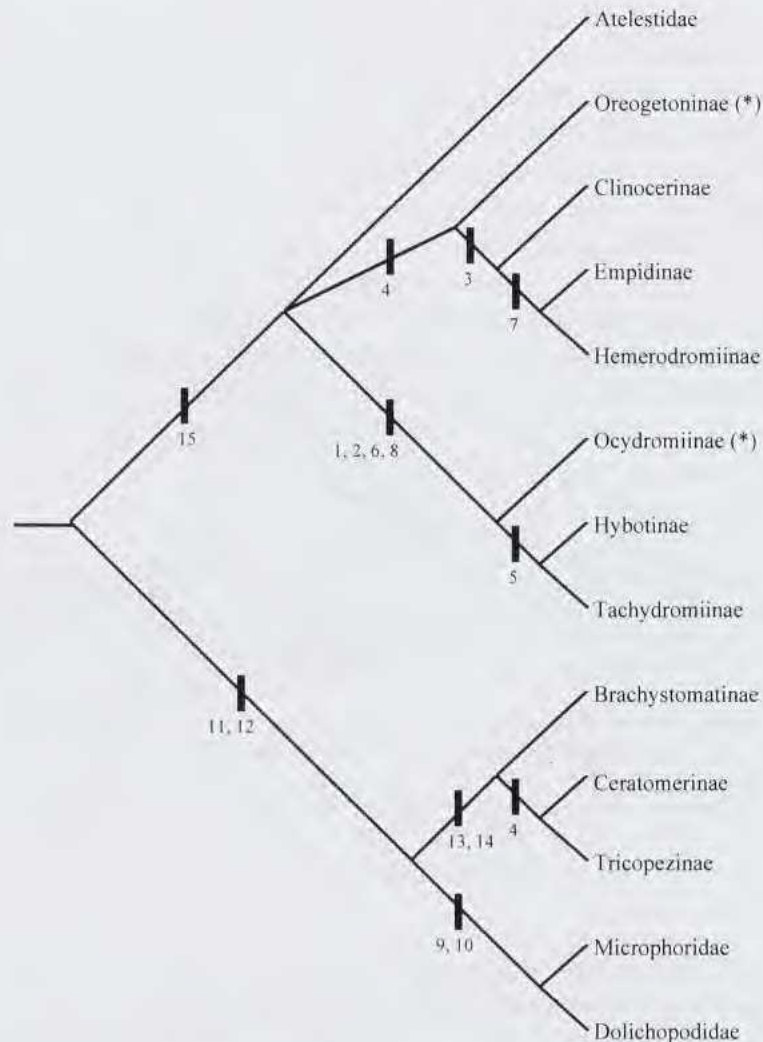 Atelestidae
Oreogetoninae (*)
Clinocerinae
4
3
Empidinae
7
Hemerodromiinae
15
1, 2, 6, 8
Ocydromiinae (*)
Hybotinae
5
Tachydromiinae
11, 12
Brachystomatinae
Ceratomerinae
13, 14
4
Tricopezinae
9, 10
Microphoridae
Dolichopodidae